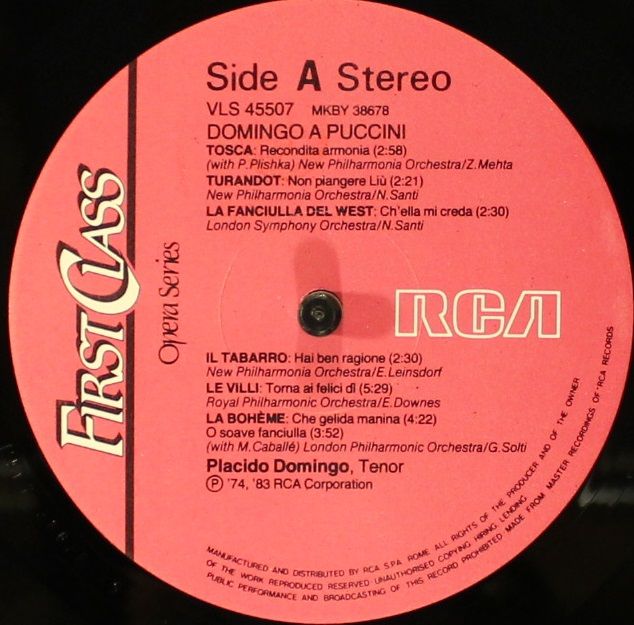 Side A Stereo
VLS 45507 MKBY 38678
DOMINGO A PUCCINI
TOSCA: Recondita armonia (2:58)
(with P.Plishka) New Philharmonia Orchestra/Z.Mehta
TURANDOT: Non piangere Liù (2:21)
New Philharmonia Orchestra/N.Santi
LA FANCIULLA DEL WEST: Ch'ella mi creda (2:30)
London Symphony Orchestra/N.Santi
FIRST CLASS
Opera Series
RCA
IL TABARRO: Hai ben ragione (2:30)
New Philharmonia Orchestra/E.Leinsdorf
LE VILLI: Torna ai felici dì (5:29)
Royal Philharmonic Orchestra/E.Downes
LA BOHÈME: Che gelida manina (4:22)
O soave fanciulla (3:52)
(with M.Caballé) London Philharmonic Orchestra/G.Solti
Placido Domingo, Tenor
Ⓟ '74, '83 RCA Corporation
MANUFACTURED AND DISTRIBUTED BY RCA S.P.A. ROME. ALL RIGHTS OF THE PRODUCER AND OF THE OWNER
OF THE WORK REPRODUCED RESERVED UNAUTHORISED COPYING HIRING, LENDING
PUBLIC PERFORMANCE AND BROADCASTING OF THIS RECORD PROHIBITED. MADE FROM MASTER RECORDINGS OF "RCA RECORDS